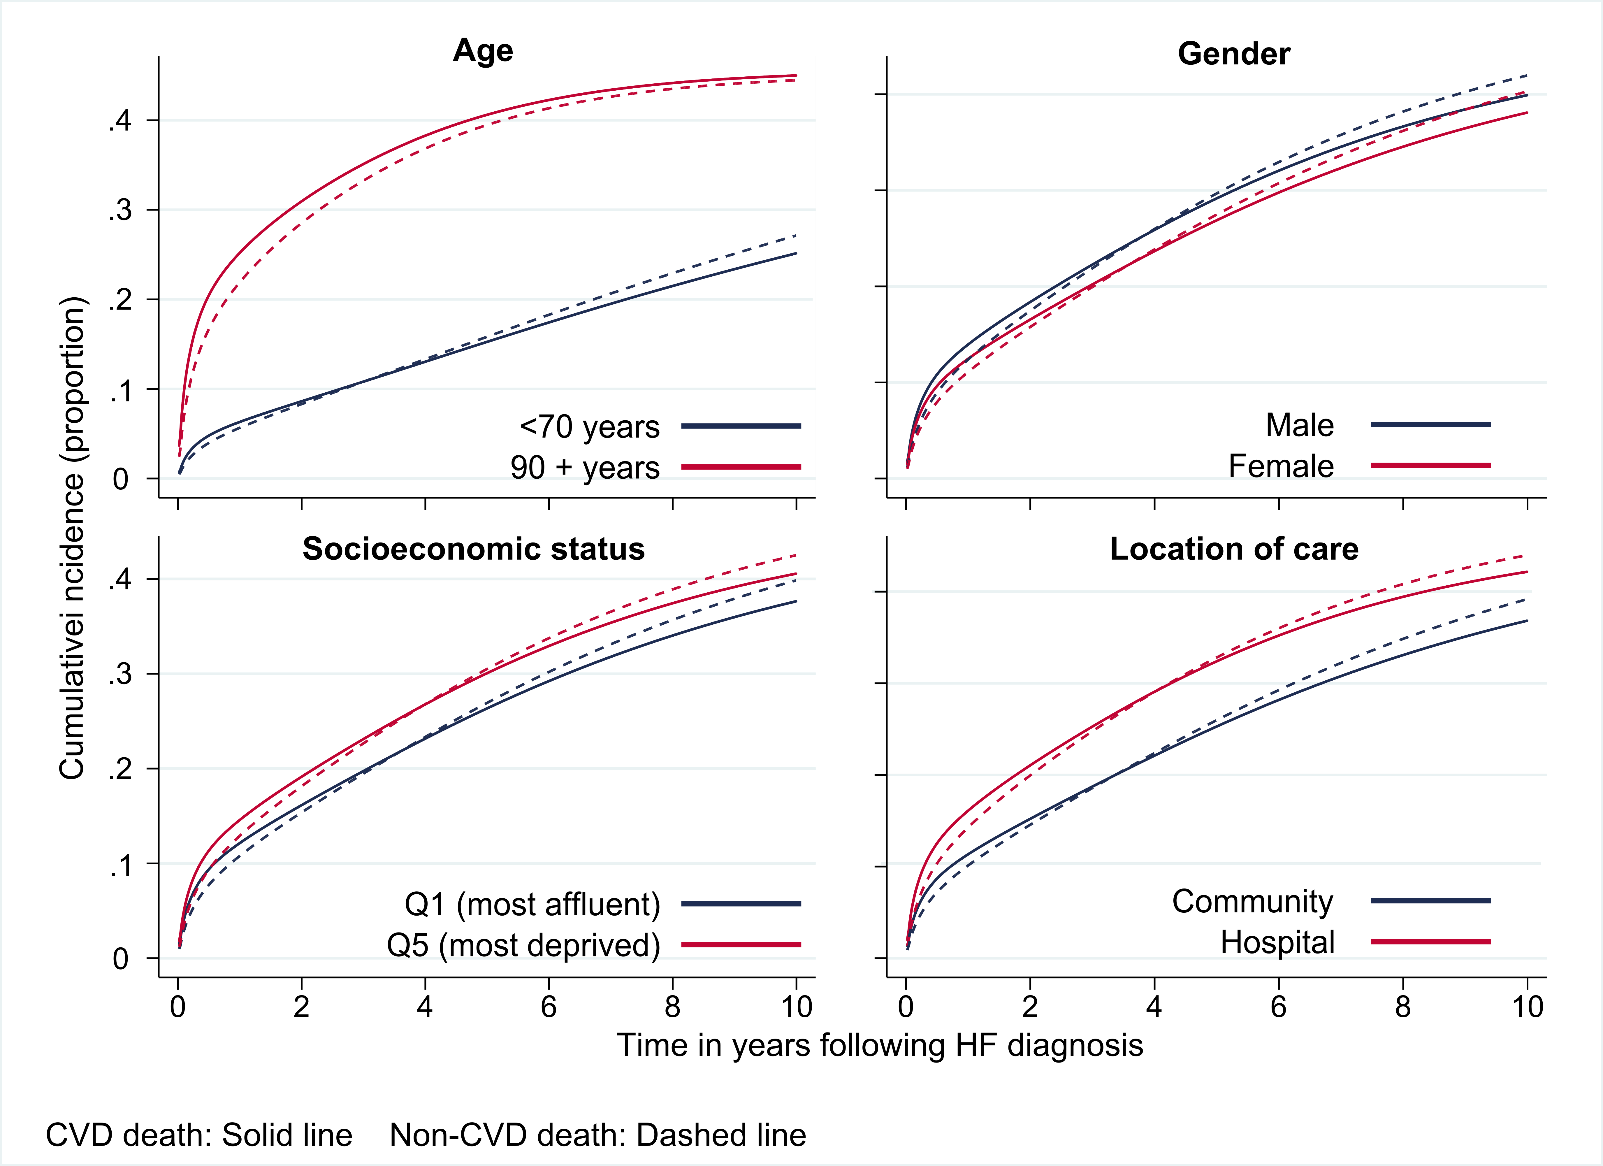 Age
Gender
.4
.3
.2
.1
0
<70 years
90 + years
Male
Female
Cumulativei ncidence (proportion)
Socioeconomic status
Location of care
.4
.3
.2
.1
0
Q1 (most affluent)
Q5 (most deprived)
Community
Hospital
0 2 4 6 8 10
0 2 4 6 8 10
Time in years following HF diagnosis
CVD death: Solid line Non-CVD death: Dashed line